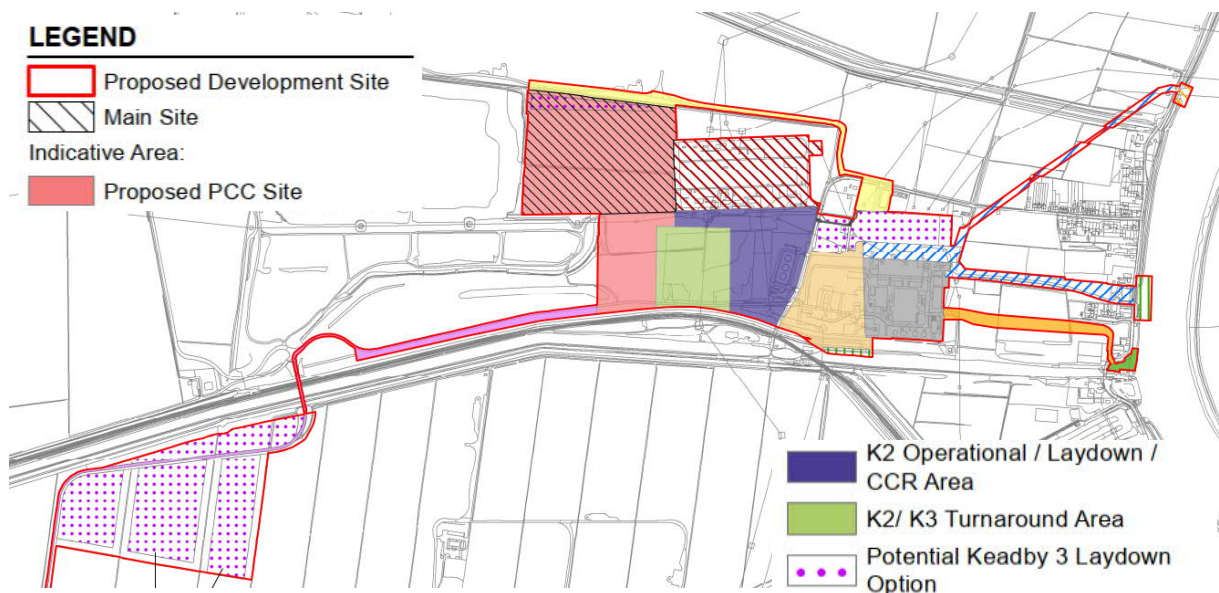 LEGEND
Proposed Development Site
Main Site
Indicative Area:
Proposed PCC Site
K2 Operational / Laydown /
CCR Area
K2/ K3 Turnaround Area
Potential Keadby 3 Laydown
Option